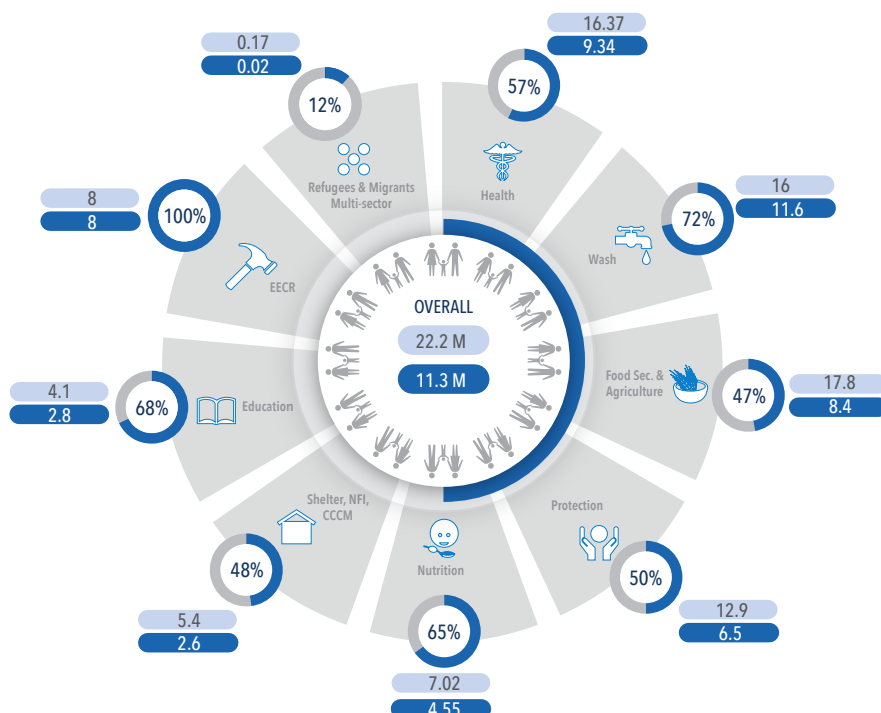 16.37
9.34
57%
Health
16
11.6
72%
Wash
17.8
8.4
47%
Food Sec. &
Agriculture
12.9
6.5
50%
Protection
7.02
4.55
65%
Nutrition
5.4
2.6
48%
Shelter, NFI,
CCCM
4.1
2.8
68%
Education
8
8
100%
EECR
0.17
0.02
12%
Refugees & Migrants
Multi-sector
OVERALL
22.2 M
11.3 M